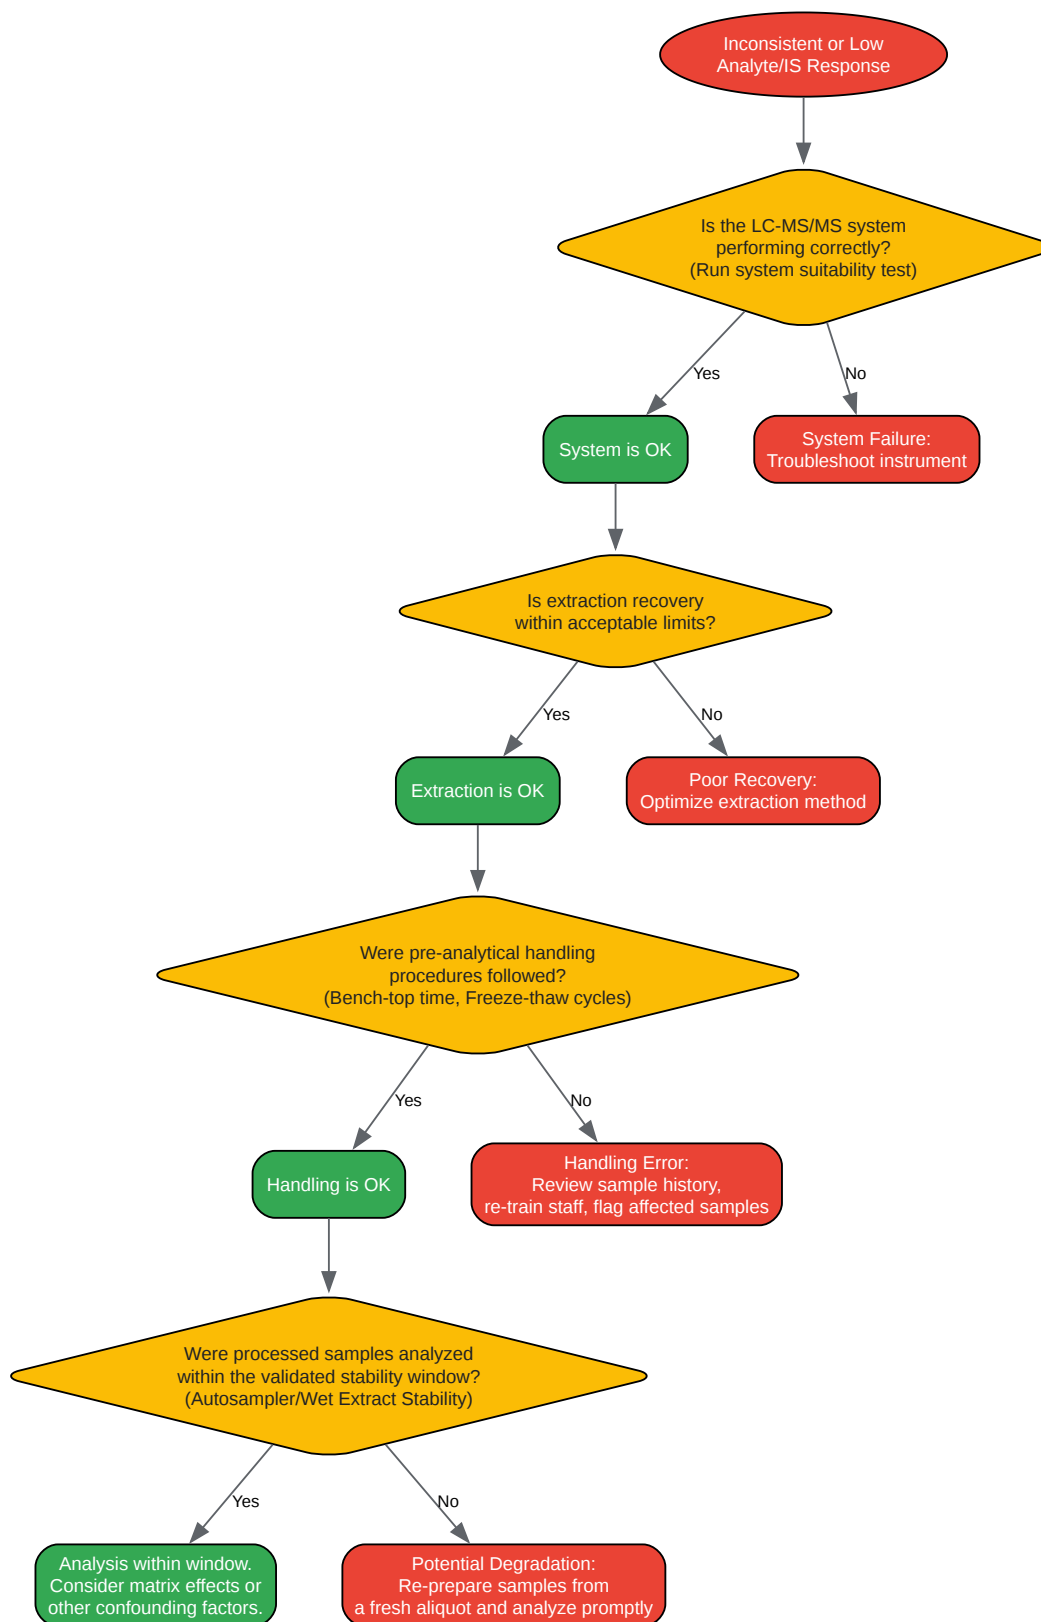 Inconsistent or Low
Analyte/IS Response
Is the LC-MS/MS system
performing correctly?
(Run system suitability test)
Yes
No
System is OK
System Failure:
Troubleshoot instrument
Is extraction recovery
within acceptable limits?
Yes
No
Extraction is OK
Poor Recovery:
Optimize extraction method
Were pre-analytical handling
procedures followed?
(Bench-top time, Freeze-thaw cycles)
Yes
No
Handling is OK
Handling Error:
Review sample history,
re-train staff, flag affected samples
Were processed samples analyzed
within the validated stability window?
(Autosampler/Wet Extract Stability)
Yes
No
Analysis within window.
Consider matrix effects or
other confounding factors.
Potential Degradation:
Re-prepare samples from
a fresh aliquot and analyze promptly